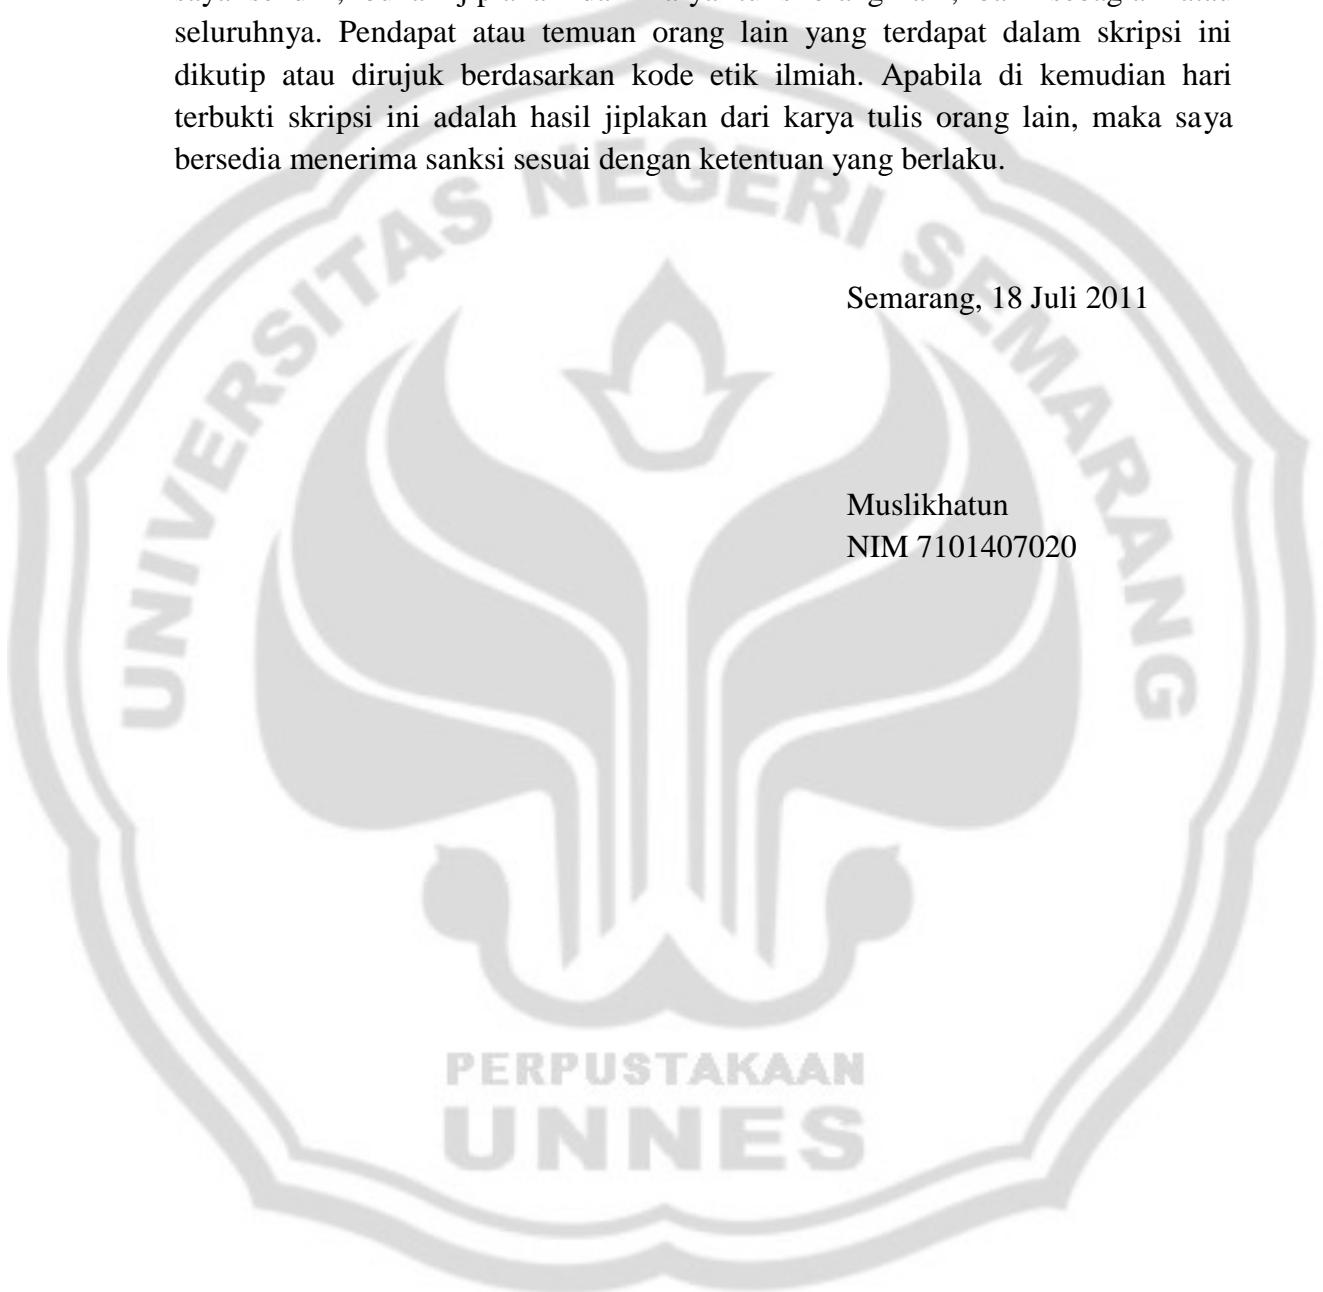 seluruhnya. Pendapat atau temuan orang lain yang terdapat dalam skripsi ini
dikutip atau dirujuk berdasarkan kode etik ilmiah. Apabila di kemudian hari
terbukti skripsi ini adalah hasil jiplakan dari karya tulis orang lain, maka saya
bersedia menerima sanksi sesuai dengan ketentuan yang berlaku.
UNIVERSITAS NEGERI SEMARANG
Semarang, 18 Juli 2011
Muslikhatun
NIM 7101407020
PERPUSTAKAAN
UNNES